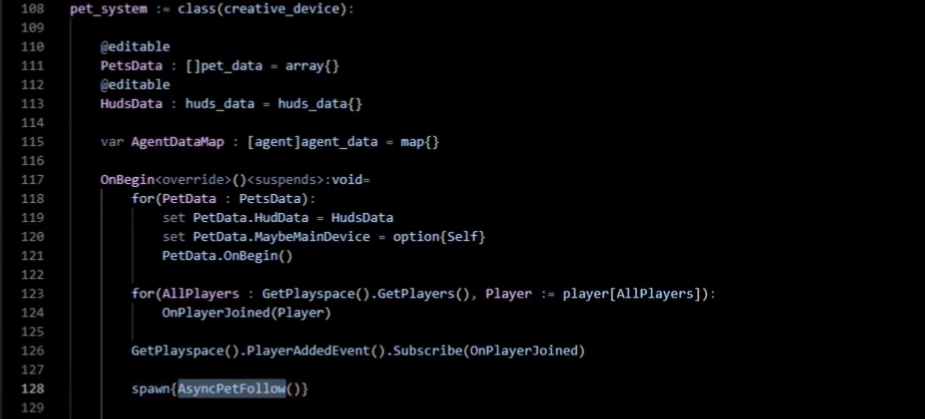 108 pet_system := class(creative_device):
109
110 @editable
111 PetsData : []pet_data = array{}
112 @editable
113 HudsData : huds_data = huds_data{}
114
115 var AgentDataMap : [agent]agent_data = map{}
116
117 OnBegin<override>()<suspends>:void=
118 for(PetData : PetsData):
119 set PetData.HudData = HudsData
120 set PetData.MaybeMainDevice = option{Self}
121 PetData.OnBegin()
122
123 for(AllPlayers : GetPlayspace().GetPlayers(), Player := player[AllPlayers]):
124 OnPlayerJoined(Player)
125
126 GetPlayspace().PlayerAddedEvent().Subscribe(OnPlayerJoined)
127
128 spawn{AsyncPetFollow()}
129